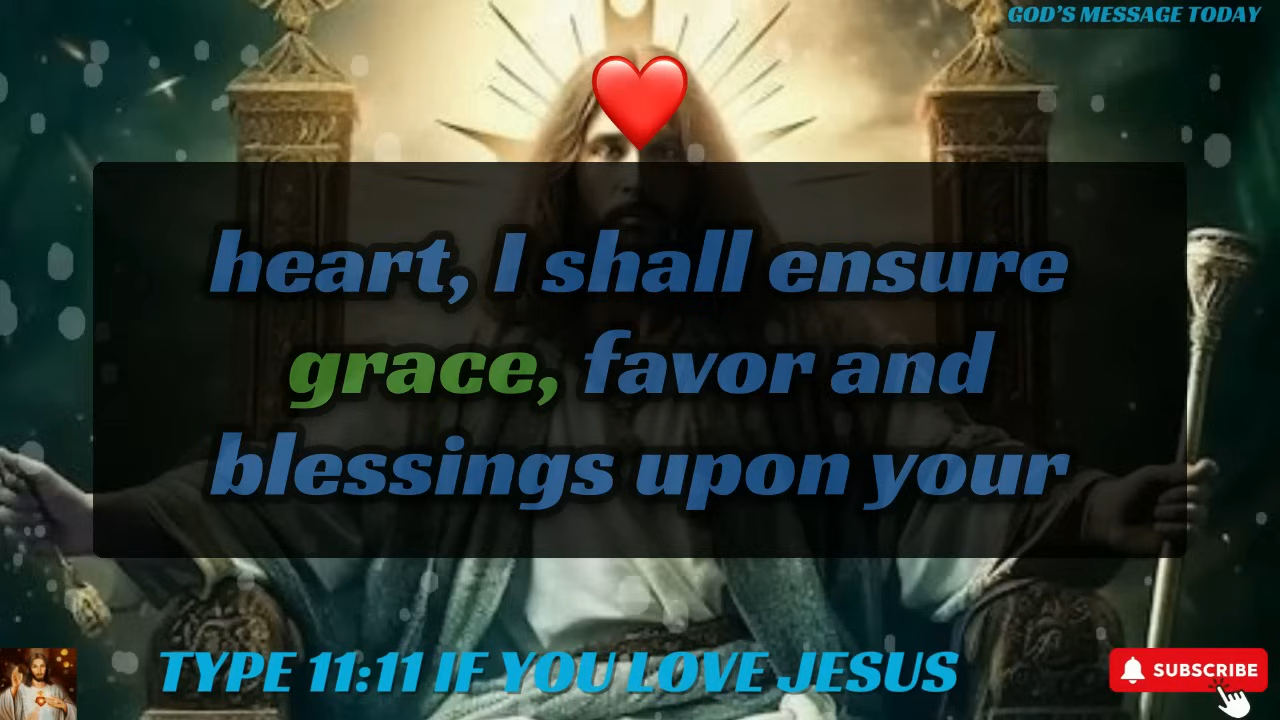 GOD'S MESSAGE TODAY
heart, I shall ensure
grace, favor and
blessings upon your
TYPE 11:11 IF YOU LOVE JESUS
SUBSCRIBE